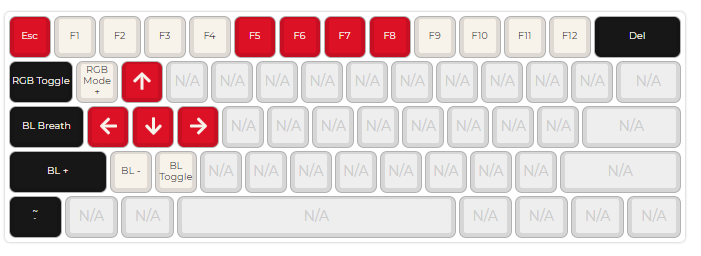 Esc F1 F2 F3 F4 F5 F6 F7 F8 F9 F10 F11 F12 Del
RGB Toggle RGB Mode + ↑ N/A N/A N/A N/A N/A N/A N/A N/A N/A N/A N/A
BL Breath ← ↓ → N/A N/A N/A N/A N/A N/A N/A N/A N/A
BL + BL - BL Toggle N/A N/A N/A N/A N/A N/A N/A N/A N/A
~ N/A N/A N/A N/A N/A N/A N/A